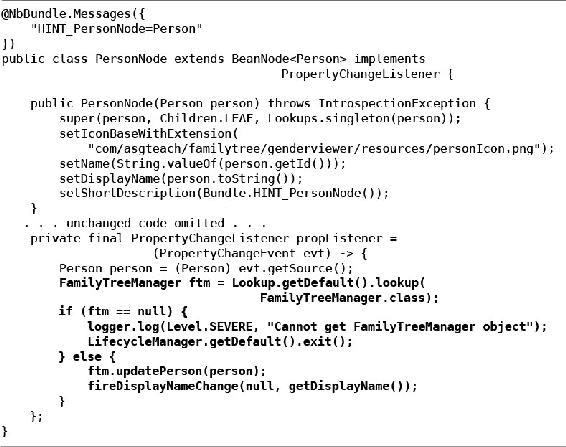 @NbBundle.Messages({
    "HINT_PersonNode=Person"
})
public class PersonNode extends BeanNode<Person> implements
                                       PropertyChangeListener {
    public PersonNode(Person person) throws IntrospectionException {
        super(person, Children.LEAF, Lookups.singleton(person));
        setIconBaseWithExtension(
            "com/asgteach/familytree/genderviewer/resources/personIcon.png");
        setName(String.valueOf(person.getId()));
        setDisplayName(person.toString());
        setShortDescription(Bundle.HINT_PersonNode());
    }
   . . . unchanged code omitted . . .
    private final PropertyChangeListener propListener =
                     (PropertyChangeEvent evt) -> {
        Person person = (Person) evt.getSource();
        FamilyTreeManager ftm = Lookup.getDefault().lookup(
                                    FamilyTreeManager.class);
        if (ftm == null) {
            logger.log(Level.SEVERE, "Cannot get FamilyTreeManager object");
            LifecycleManager.getDefault().exit();
        } else {
            ftm.updatePerson(person);
            fireDisplayNameChange(null, getDisplayName());
        }
    };
}